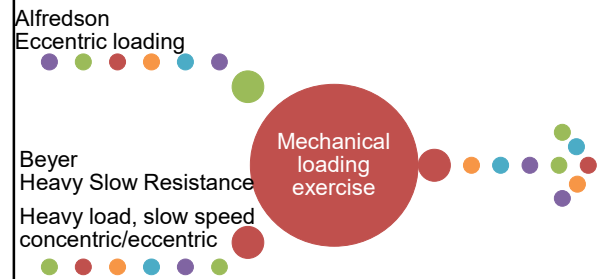 Alfredson
Eccentric loading
Mechanical
loading
exercise
Beyer
Heavy Slow Resistance
Heavy load, slow speed
concentric/eccentric